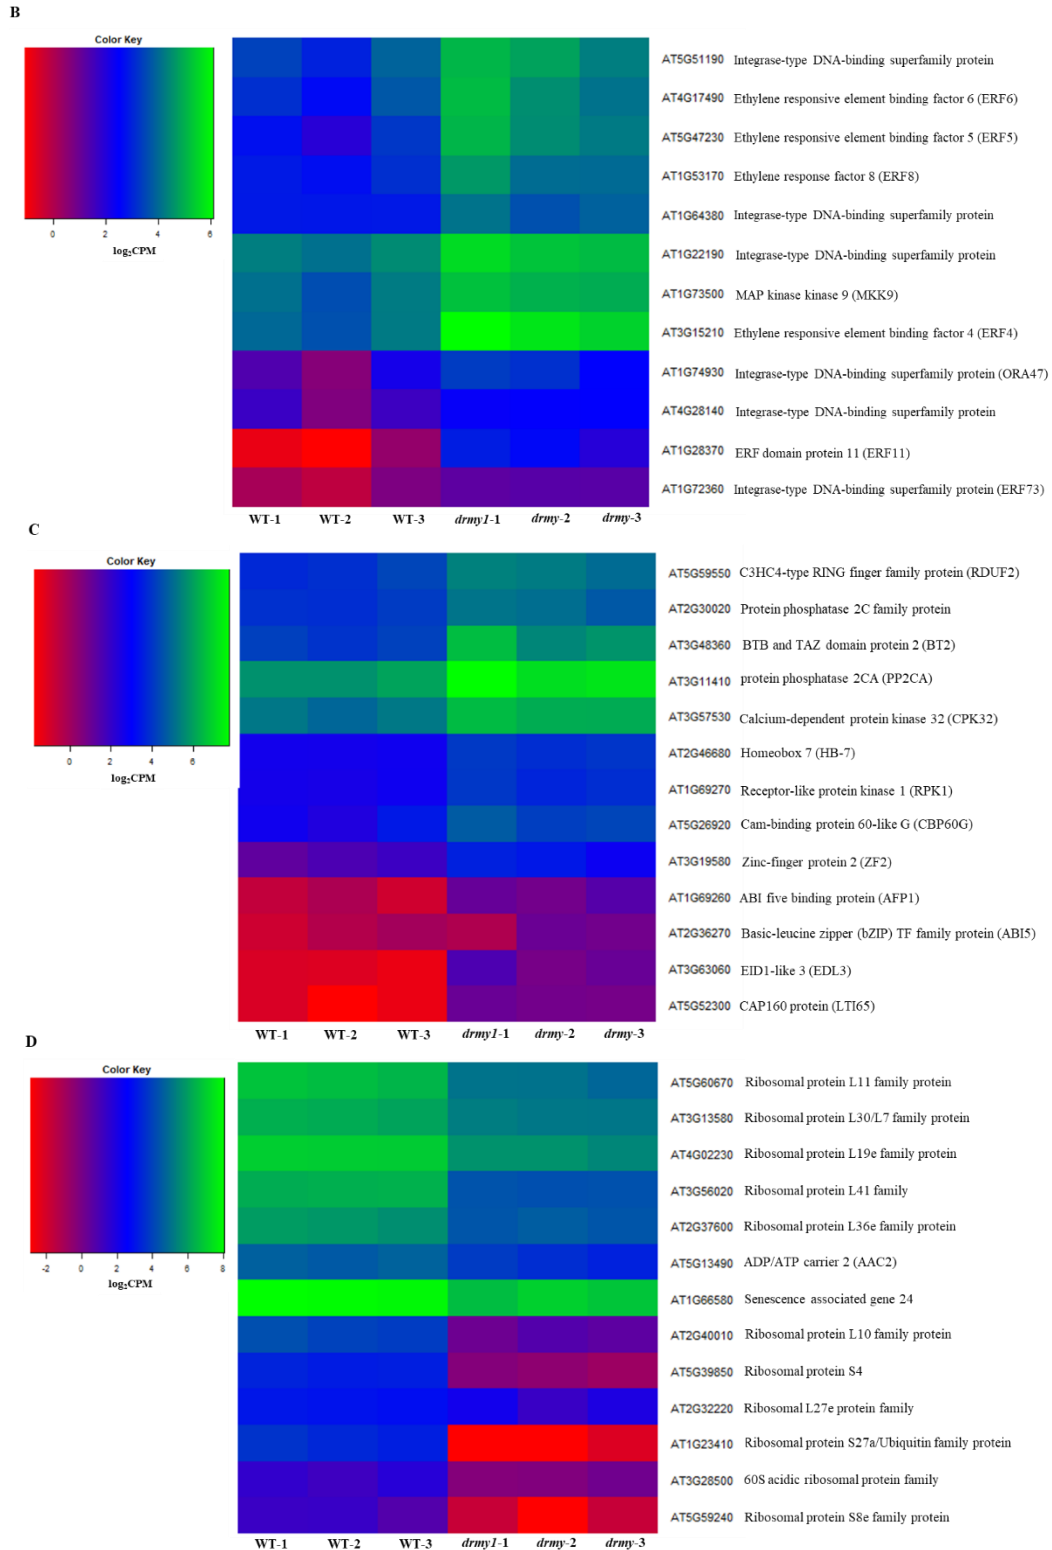 B
Color Key
0 2 4 6
log₂CPM
AT5G51190 Integrase-type DNA-binding superfamily protein
AT4G17490 Ethylene responsive element binding factor 6 (ERF6)
AT5G47230 Ethylene responsive element binding factor 5 (ERF5)
AT1G53170 Ethylene response factor 8 (ERF8)
AT1G64380 Integrase-type DNA-binding superfamily protein
AT1G22190 Integrase-type DNA-binding superfamily protein
AT1G73500 MAP kinase kinase 9 (MKK9)
AT3G15210 Ethylene responsive element binding factor 4 (ERF4)
AT1G74930 Integrase-type DNA-binding superfamily protein (ORA47)
AT4G28140 Integrase-type DNA-binding superfamily protein
AT1G28370 ERF domain protein 11 (ERF11)
AT1G72360 Integrase-type DNA-binding superfamily protein (ERF73)
WT-1 WT-2 WT-3 drmy1-1 drmy-2 drmy-3
C
Color Key
0 2 4 6
log₂CPM
AT5G59550 C3HC4-type RING finger family protein (RDUF2)
AT2G30020 Protein phosphatase 2C family protein
AT3G48360 BTB and TAZ domain protein 2 (BT2)
AT3G11410 protein phosphatase 2CA (PP2CA)
AT3G57530 Calcium-dependent protein kinase 32 (CPK32)
AT2G46680 Homeobox 7 (HB-7)
AT1G69270 Receptor-like protein kinase 1 (RPK1)
AT5G26920 Cam-binding protein 60-like G (CBP60G)
AT3G19580 Zinc-finger protein 2 (ZF2)
AT1G69260 ABI five binding protein (AFP1)
AT2G36270 Basic-leucine zipper (bZIP) TF family protein (ABI5)
AT3G63060 EID1-like 3 (EDL3)
AT5G52300 CAP160 protein (LTI65)
WT-1 WT-2 WT-3 drmy1-1 drmy-2 drmy-3
D
Color Key
-2 0 2 4 6 8
log₂CPM
AT5G60670 Ribosomal protein L11 family protein
AT3G13580 Ribosomal protein L30/L7 family protein
AT4G02230 Ribosomal protein L19e family protein
AT3G56020 Ribosomal protein L41 family
AT2G37600 Ribosomal protein L36e family protein
AT5G13490 ADP/ATP carrier 2 (AAC2)
AT1G66580 Senescence associated gene 24
AT2G40010 Ribosomal protein L10 family protein
AT5G39850 Ribosomal protein S4
AT2G32220 Ribosomal L27e protein family
AT1G23410 Ribosomal protein S27a/Ubiquitin family protein
AT3G28500 60S acidic ribosomal protein family
AT5G59240 Ribosomal protein S8e family protein
WT-1 WT-2 WT-3 drmy1-1 drmy-2 drmy-3